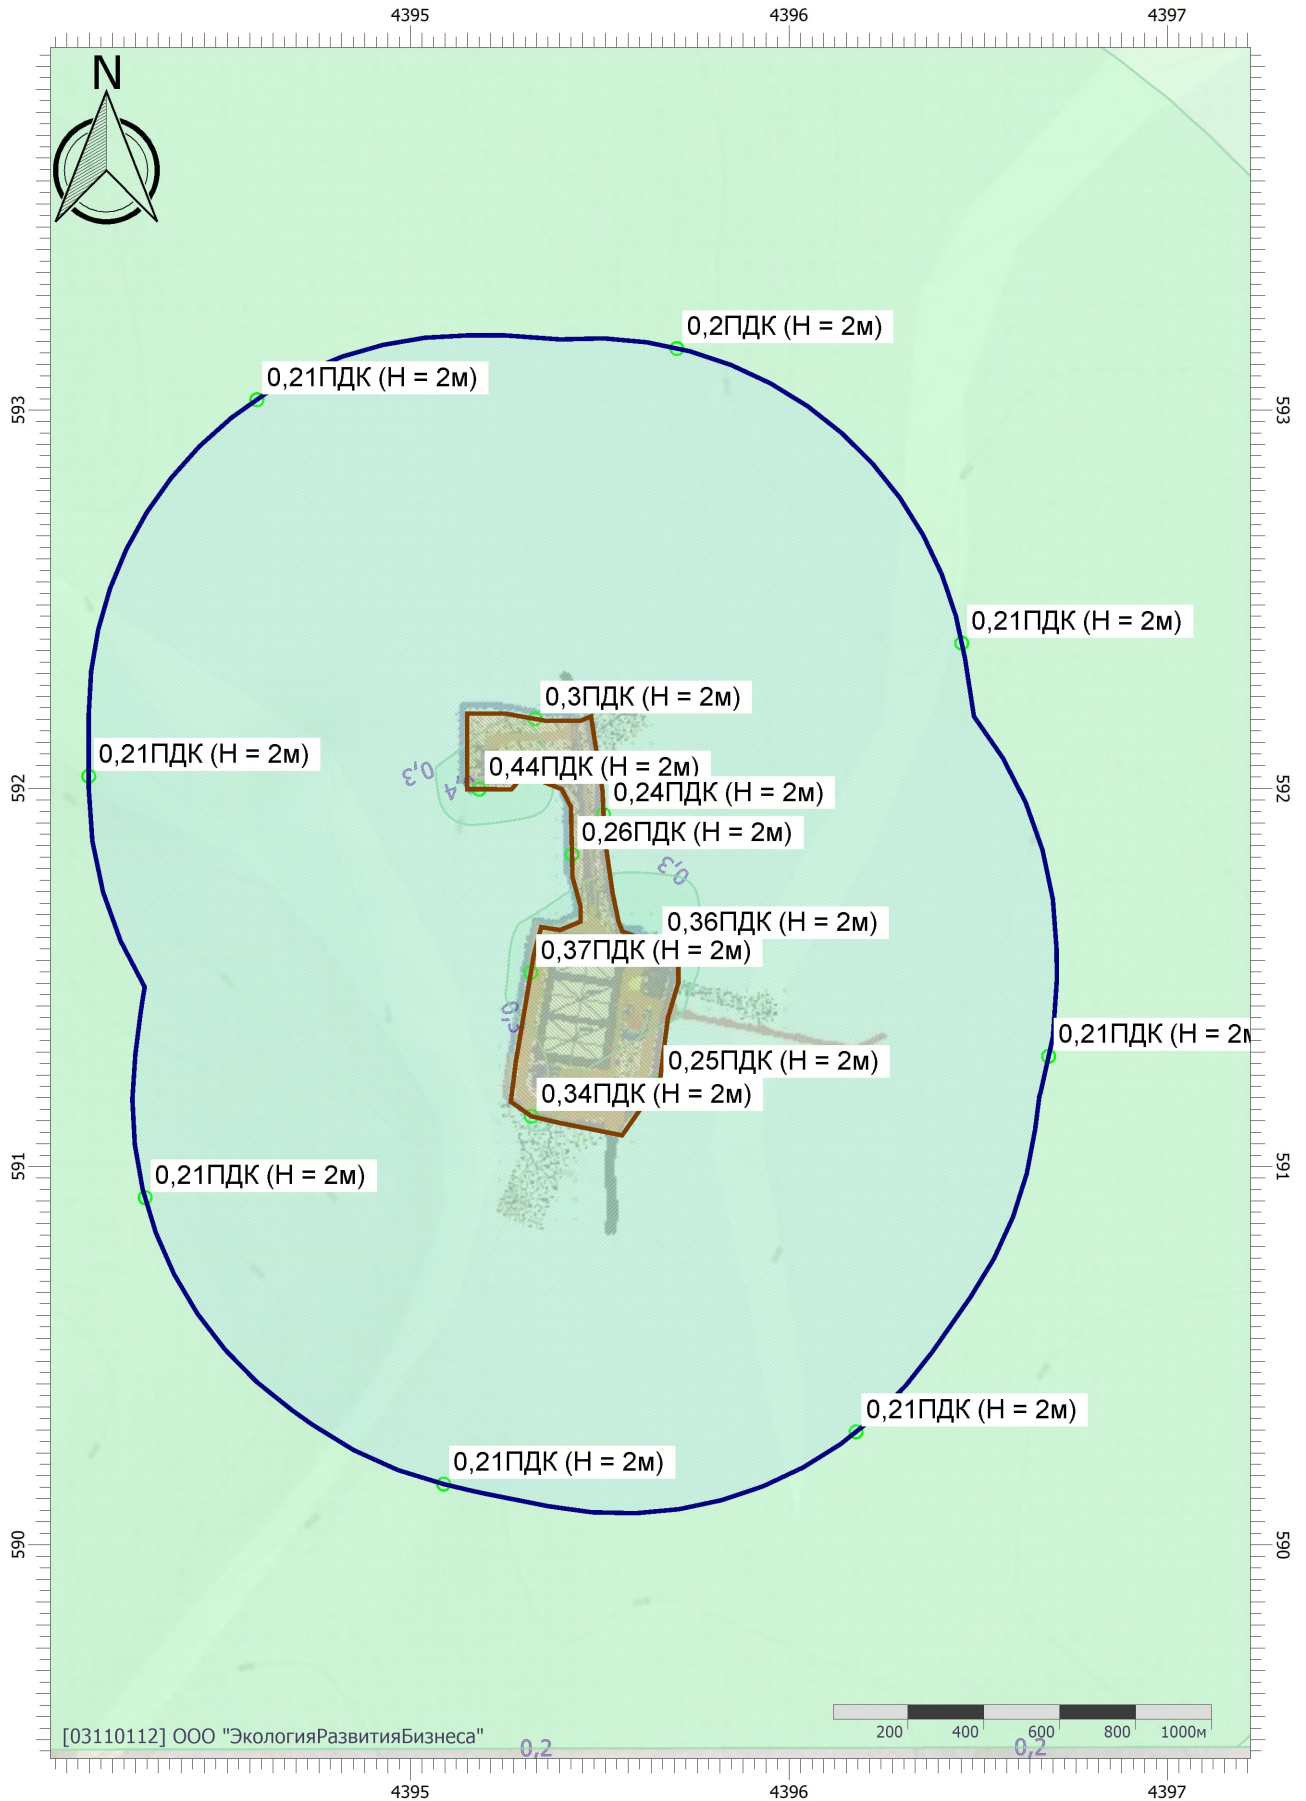 4395 4396 4397
N
0,2ПДК (Н = 2м)
0,21ПДК (Н = 2м)
593 593
0,21ПДК (Н = 2м)
0,3ПДК (Н = 2м)
0,21ПДК (Н = 2м)
0,44ПДК (Н = 2м)
0,3
592 592
0,24ПДК (Н = 2м)
0,26ПДК (Н = 2м)
0,3
0,36ПДК (Н = 2м)
0,37ПДК (Н = 2м)
0,3
0,21ПДК (Н = 2м
0,25ПДК (Н = 2м)
0,34ПДК (Н = 2м)
591 591
0,21ПДК (Н = 2м)
0,21ПДК (Н = 2м)
0,21ПДК (Н = 2м)
590 590
200 400 600 800 1000м
[03110112] ООО "ЭкологияРазвитияБизнеса"
0,2 0,2
4395 4396 4397